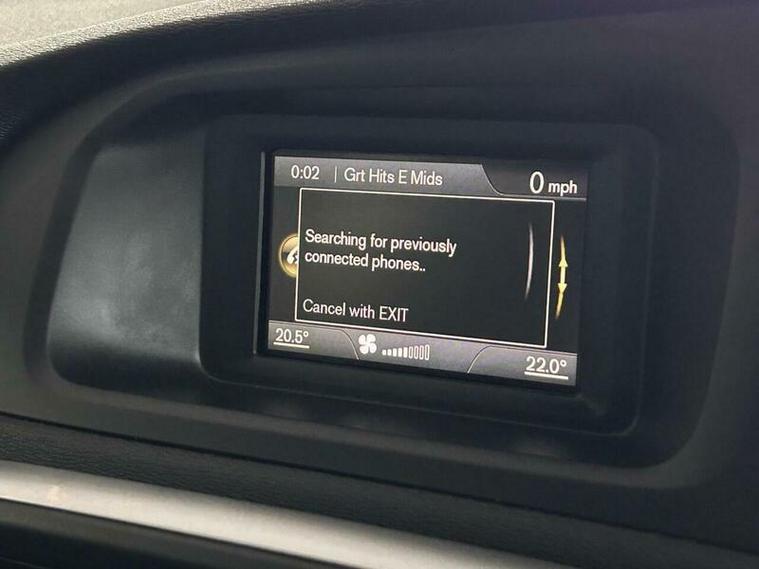 0:02 | Grt Hits E Mids
0 mph
Searching for previously
connected phones..
Cancel with EXIT
20.5°
22.0°